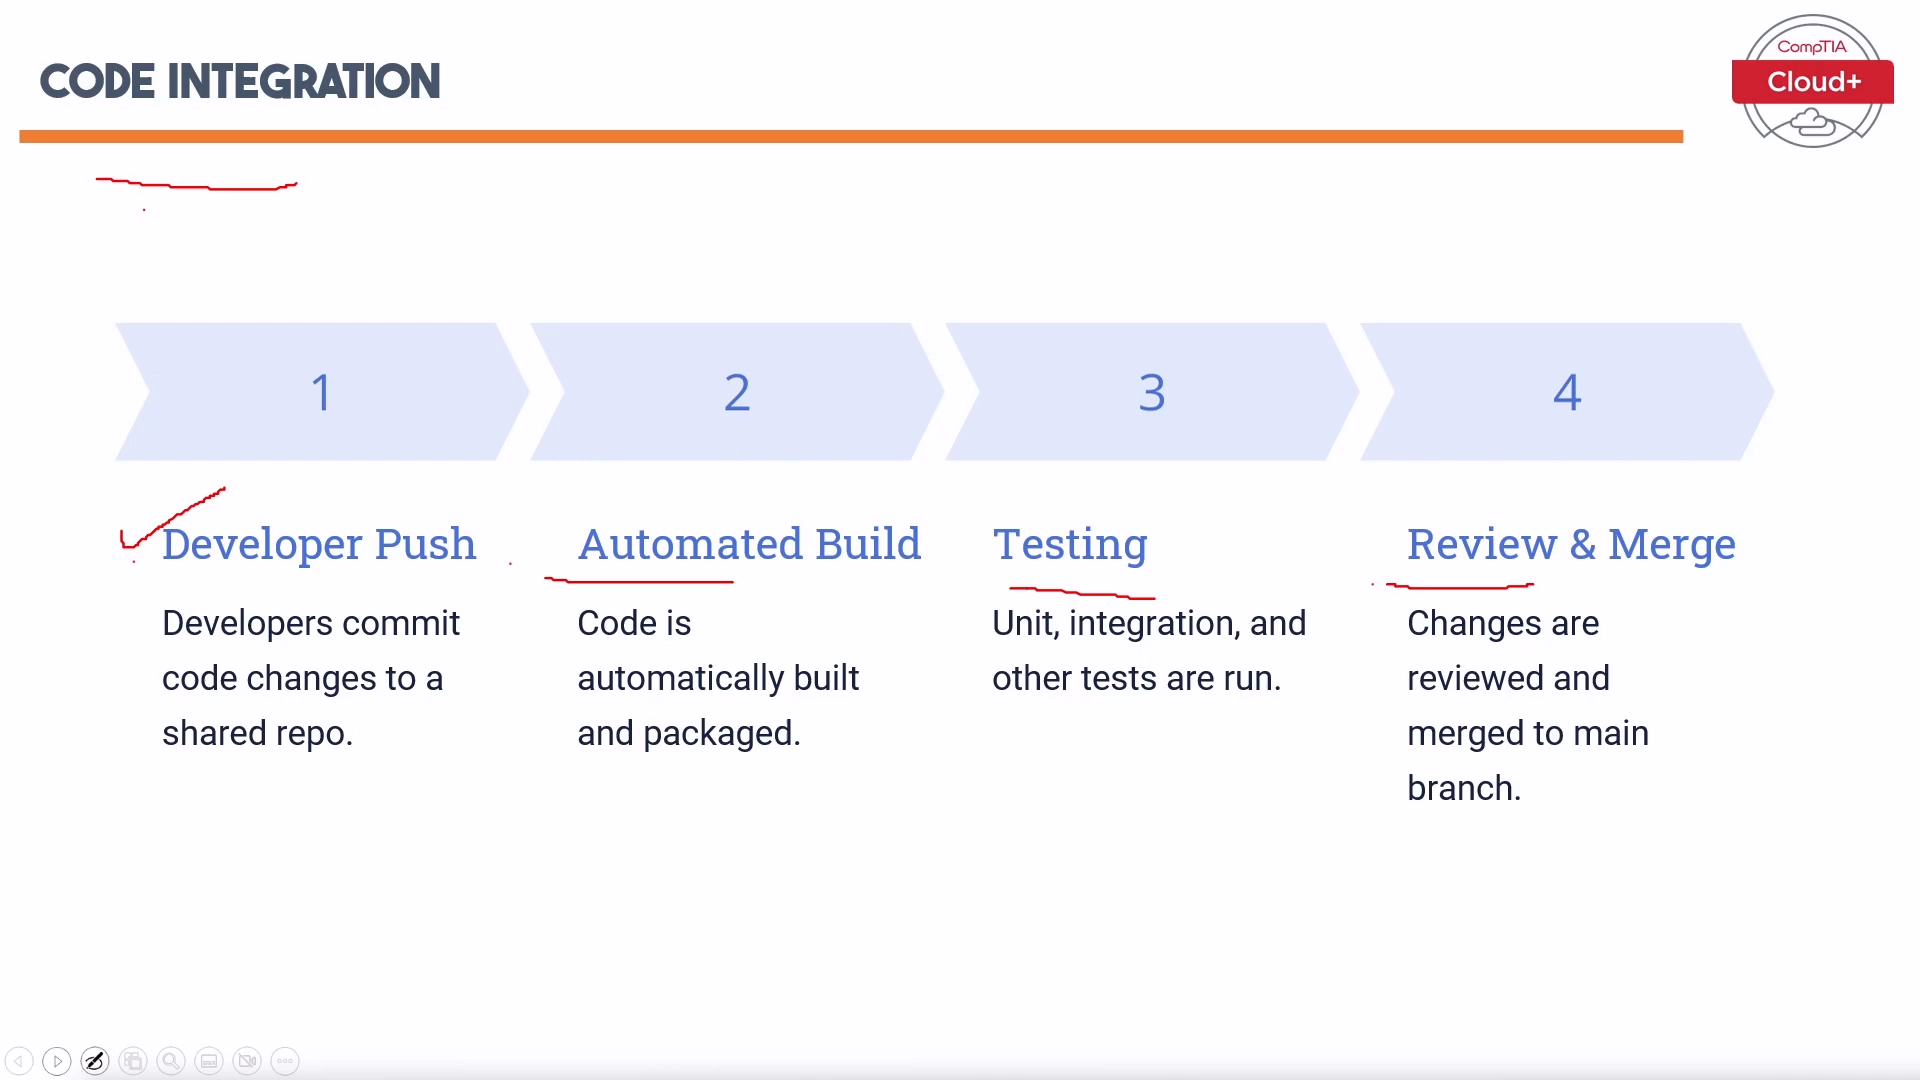 CODE INTEGRATION
CompTIA
Cloud+
1
2
3
4
Developer Push
Developers commit
code changes to a
shared repo.
Automated Build
Code is
automatically built
and packaged.
Testing
Unit, integration, and
other tests are run.
Review & Merge
Changes are
reviewed and
merged to main
branch.